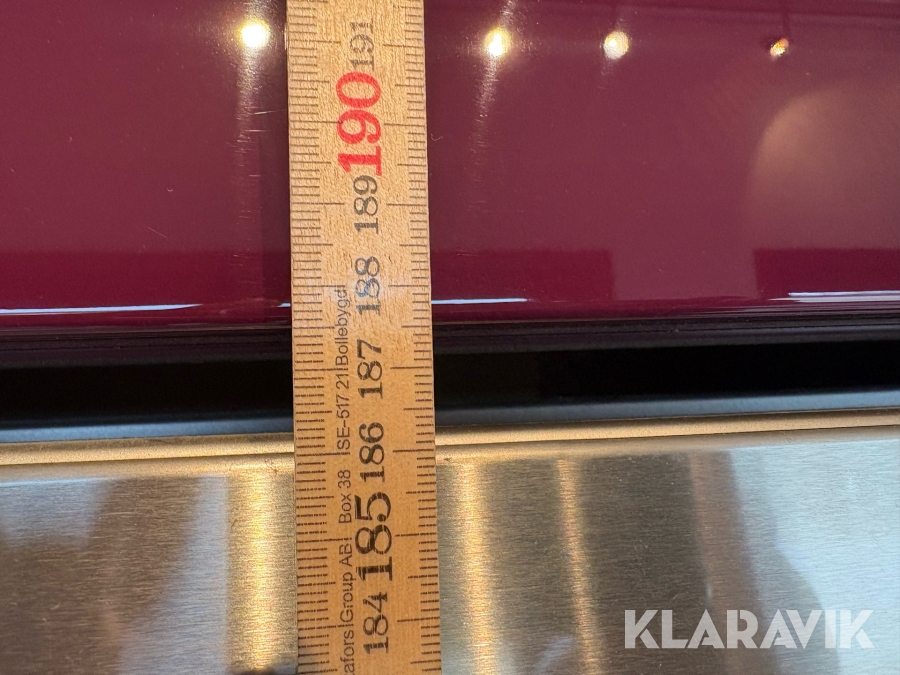 184 185 186 187 188 189 190 191
afors Group AB Box 38 SE-517 21 Bollebygd
KLARAVIK